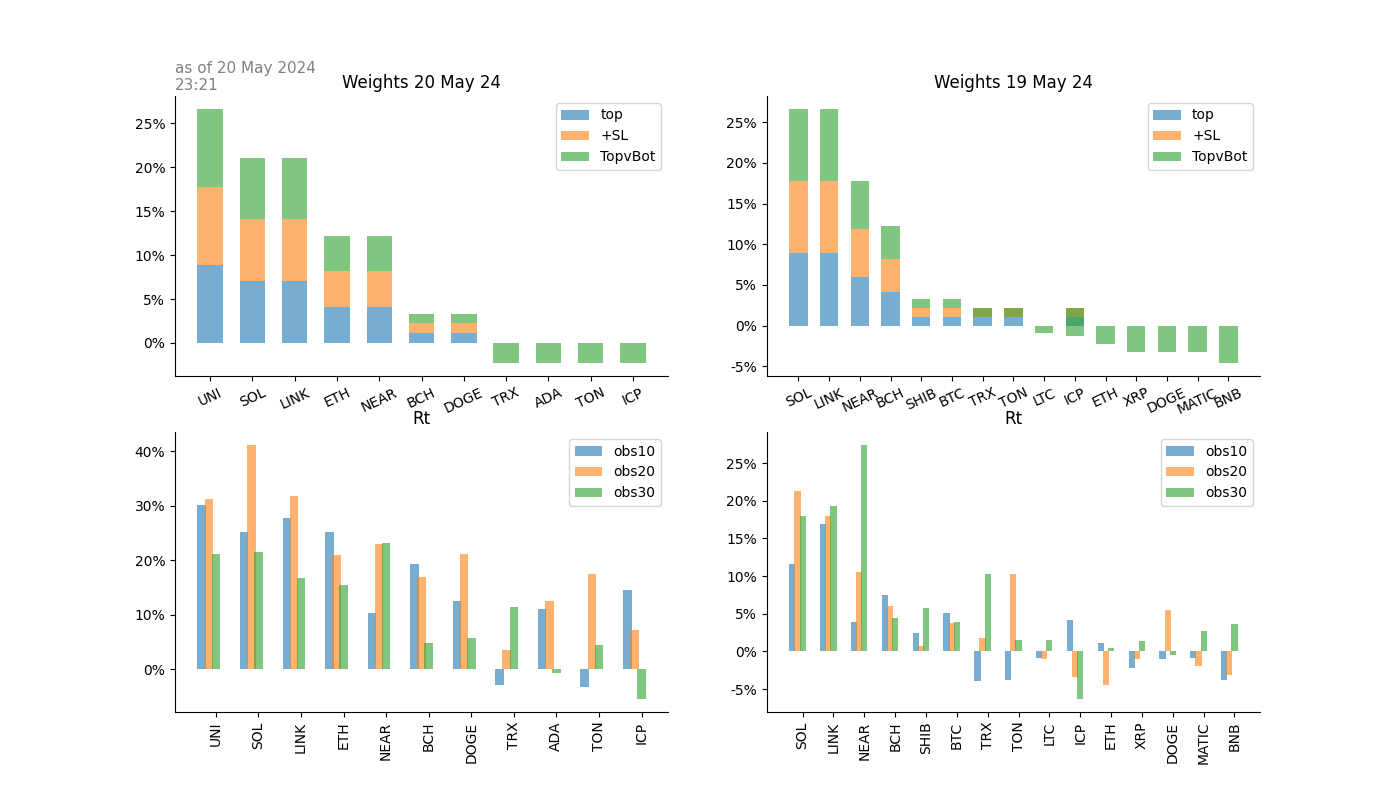 as of 20 May 2024
23:21
Weights 20 May 24
25%
20%
15%
10%
5%
0%
top
+SL
TopvBot
UNI SOL LINK ETH NEAR BCH DOGE TRX ADA TON ICP
Weights 19 May 24
25%
20%
15%
10%
5%
0%
-5%
top
+SL
TopvBot
SOL LINK NEAR BCH SHIB BTC TRX TON LTC ICP ETH XRP DOGE MATIC BNB
Rt
40%
30%
20%
10%
0%
obs10
obs20
obs30
UNI SOL LINK ETH NEAR BCH DOGE TRX ADA TON ICP
Rt
25%
20%
15%
10%
5%
0%
-5%
obs10
obs20
obs30
SOL LINK NEAR BCH SHIB BTC TRX TON LTC ICP ETH XRP DOGE MATIC BNB